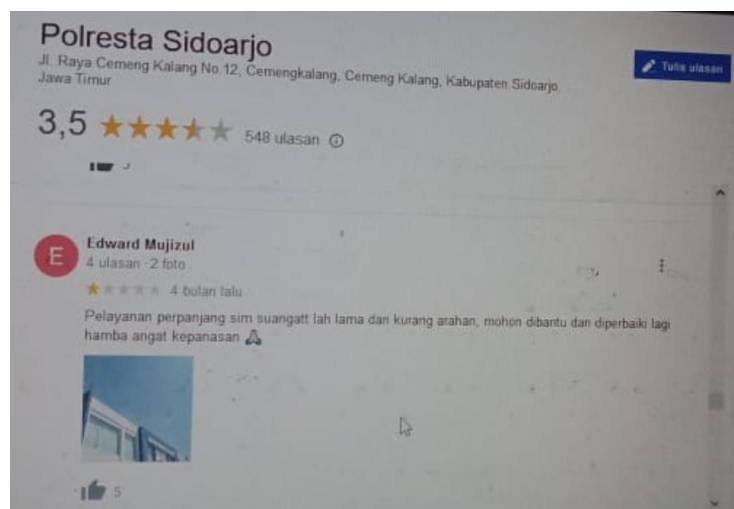 Polresta Sidoarjo
Jl. Raya Cemeng Kalang No.12, Cemengkalang, Cemeng Kalang, Kabupaten Sidoarjo,
Jawa Timur
Tulis ulasan
3,5 548 ulasan
Edward Mujizul
E
4 ulasan · 2 foto
4 bulan lalu
Pelayanan perpanjang sim suangatt lah lama dan kurang arahan, mohon dibantu dan diperbaiki lagi
hamba angat kepanasan 🙏
5